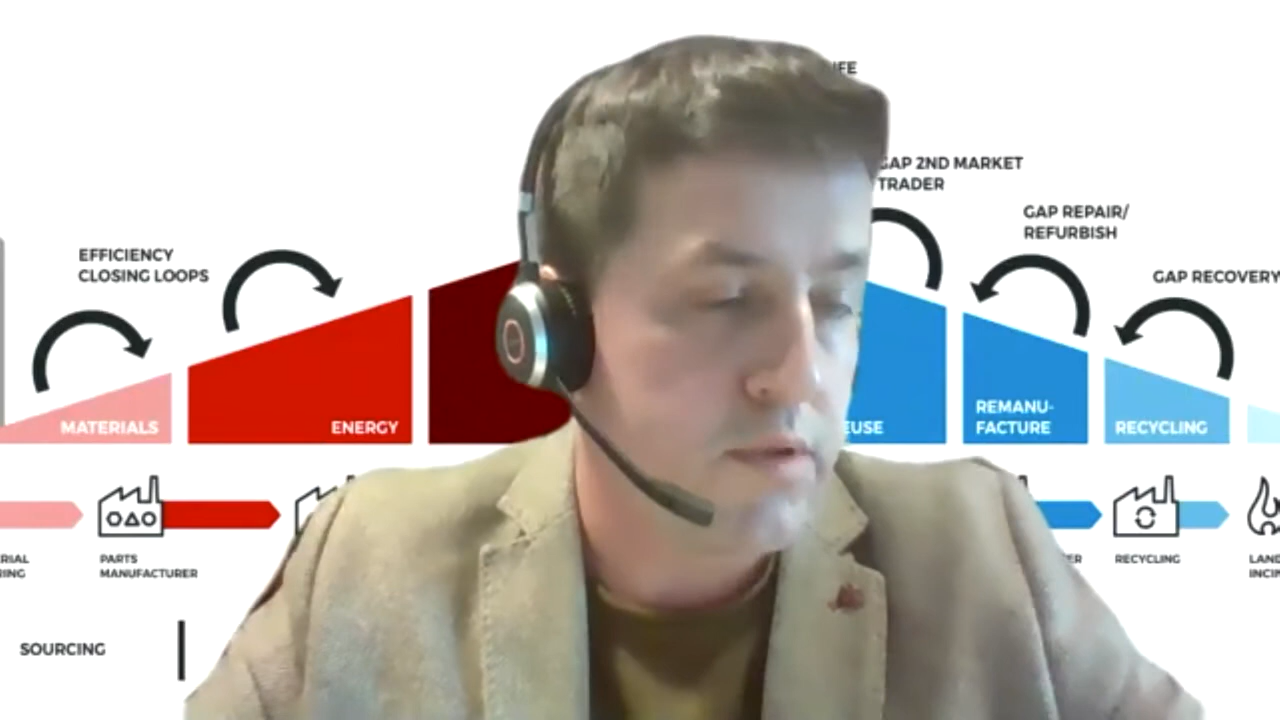 GAP 2ND MARKET
TRADER
GAP REPAIR/
REFURBISH
EFFICIENCY
CLOSING LOOPS
GAP RECOVERY
MATERIALS
ENERGY
REMANU-
FACTURE
RECYCLING
PARTS
MANUFACTURER
RECYCLING
SOURCING